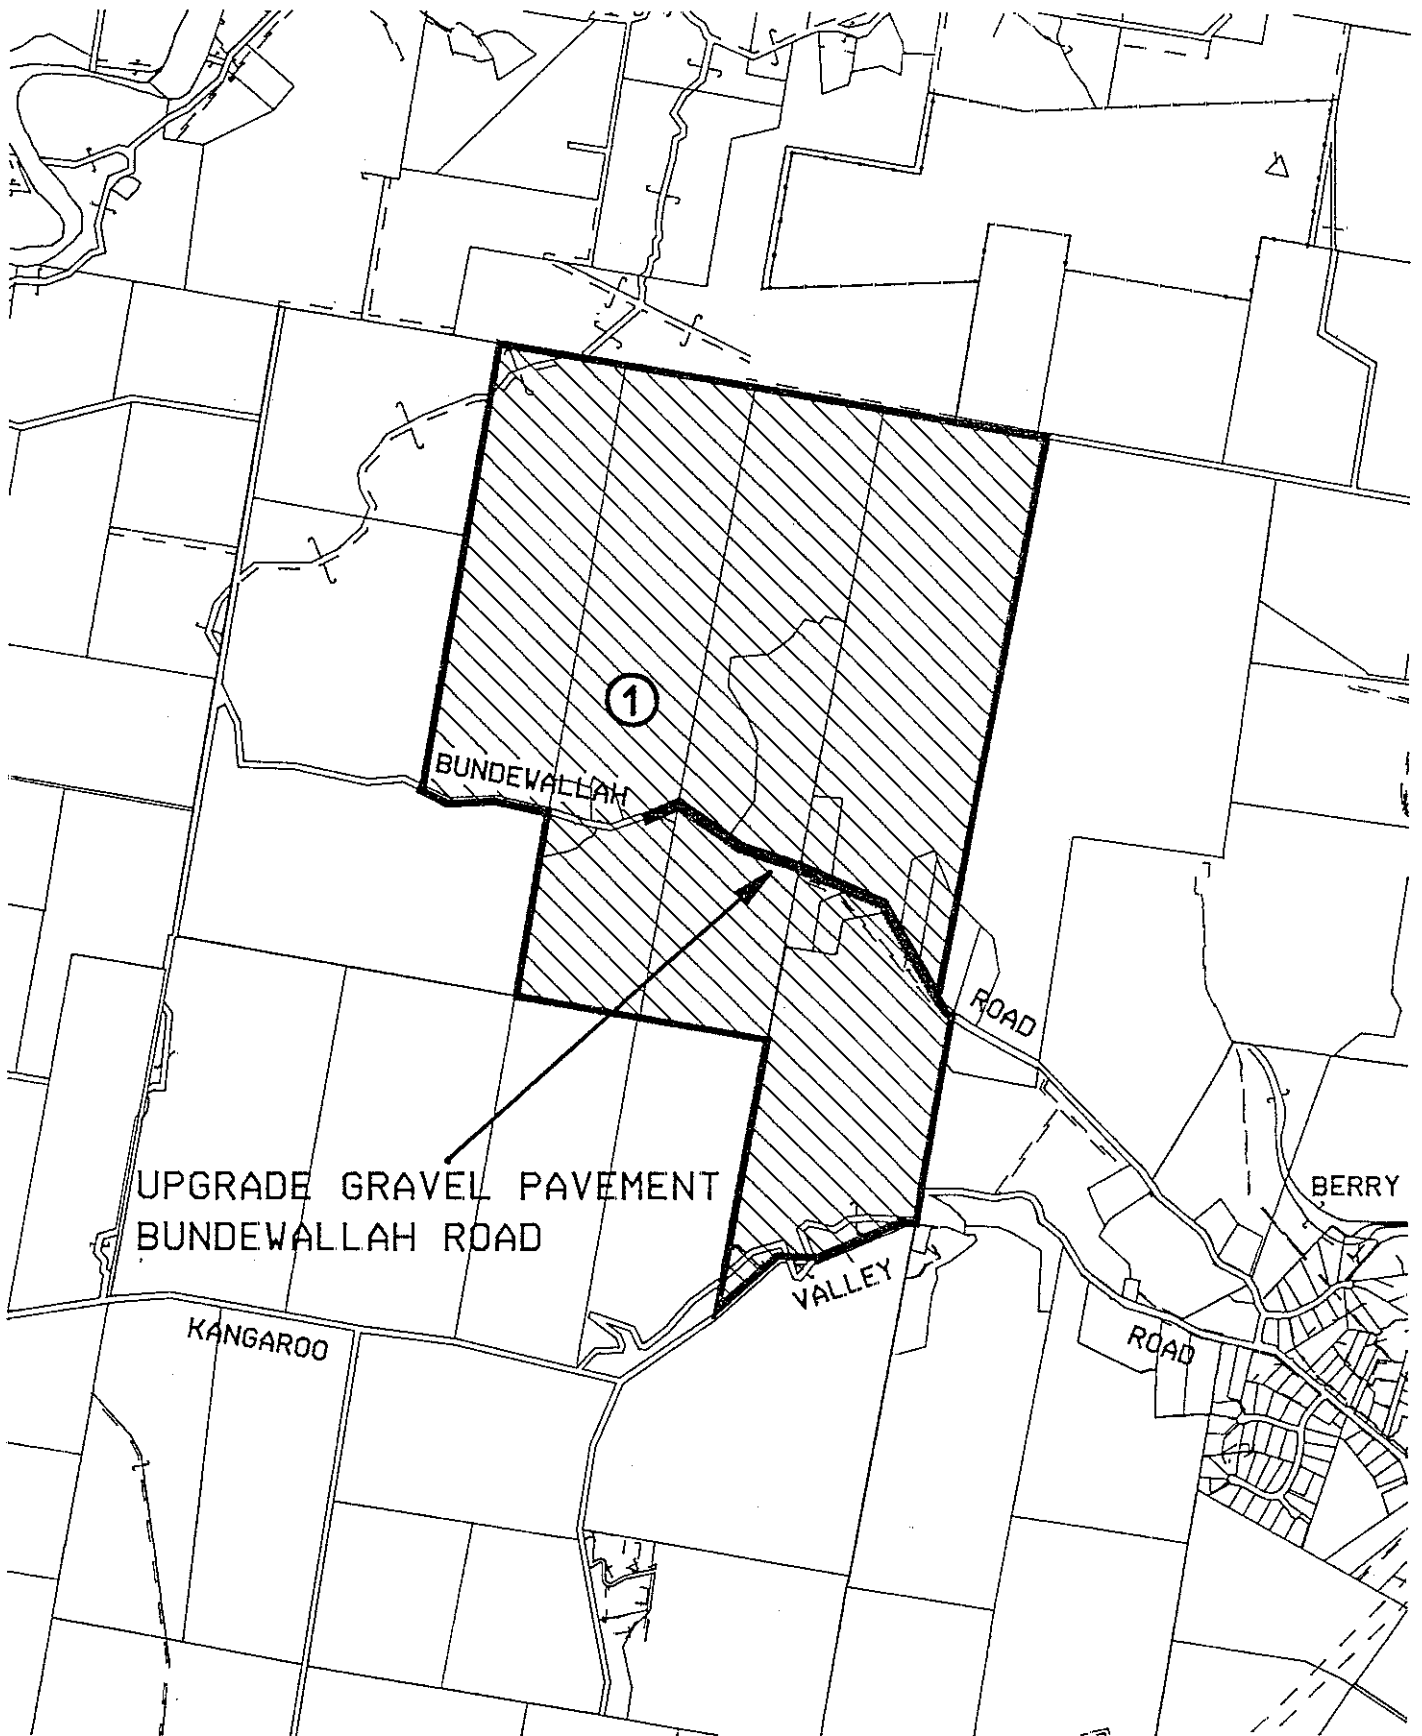 1
BUNDEWALLAH
ROAD
UPGRADE GRAVEL PAVEMENT
BUNDEWALLAH ROAD
BERRY
VALLEY
KANGAROO
ROAD